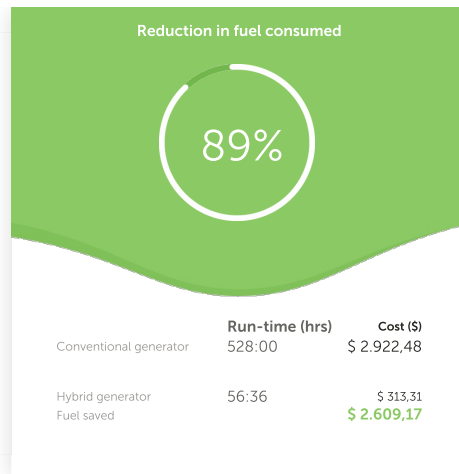 Reduction in fuel consumed
89%
Run-time (hrs) Cost ($)
Conventional generator 528:00 $ 2.922,48
Hybrid generator 56:36 $ 313,31
Fuel saved $ 2.609,17